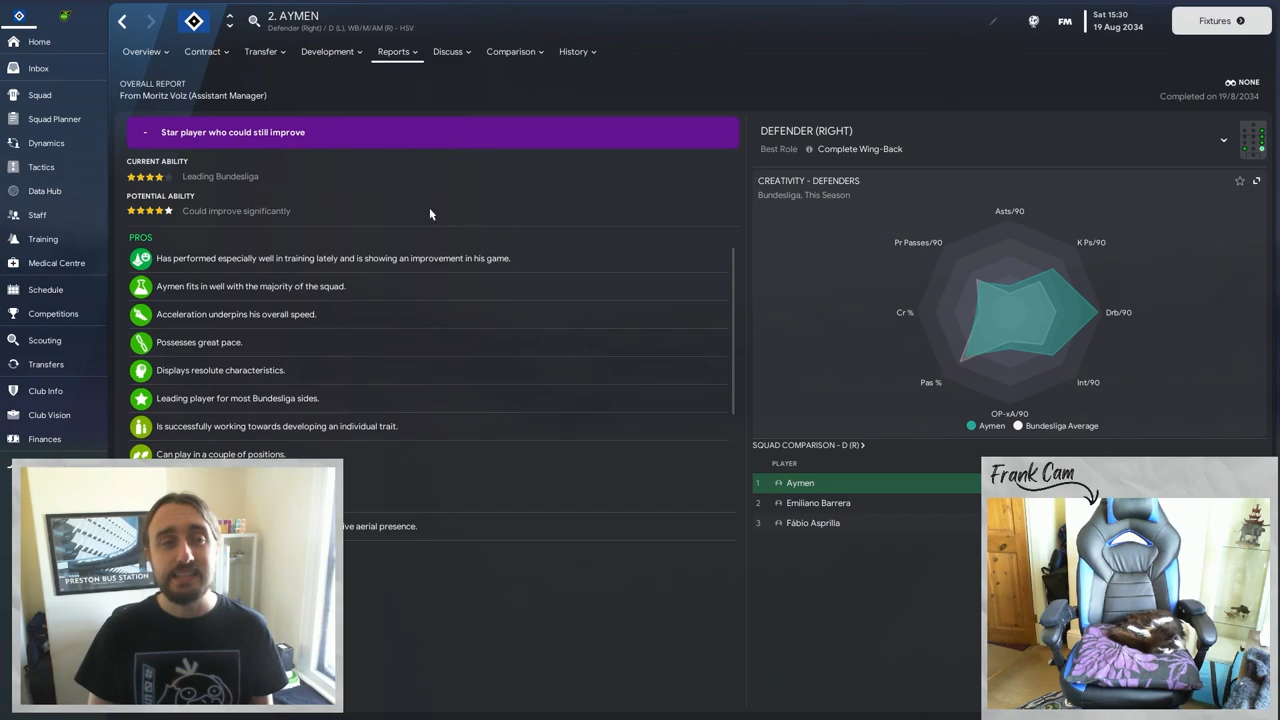 2. AYMEN
Defender (Right) / D (L), WB/M/AM (R) - HSV
FM
Sat 15:30
19 Aug 2034
Fixtures
Home
Inbox
Squad
Squad Planner
Dynamics
Tactics
Data Hub
Staff
Training
Medical Centre
Schedule
Competitions
Scouting
Transfers
Club Info
Club Vision
Finances
Overview
Contract
Transfer
Development
Reports
Discuss
Comparison
History
OVERALL REPORT
From Moritz Volz (Assistant Manager)
NONE
Completed on 19/8/2034
- Star player who could still improve
CURRENT ABILITY
Leading Bundesliga
POTENTIAL ABILITY
Could improve significantly
PROS
Has performed especially well in training lately and is showing an improvement in his game.
Aymen fits in well with the majority of the squad.
Acceleration underpins his overall speed.
Possesses great pace.
Displays resolute characteristics.
Leading player for most Bundesliga sides.
Is successfully working towards developing an individual trait.
Can play in a couple of positions.
ive aerial presence.
DEFENDER (RIGHT)
Best Role Complete Wing-Back
CREATIVITY - DEFENDERS
Bundesliga, This Season
Asts/90
K Ps/90
Drb/90
Int/90
OP-xA/90
Pas %
Cr %
Pr Passes/90
Aymen
Bundesliga Average
SQUAD COMPARISON - D (R)
PLAYER
1 Aymen
2 Emiliano Barrera
3 Fábio Asprilla
PRESTON BUS STATION
Frank Cam